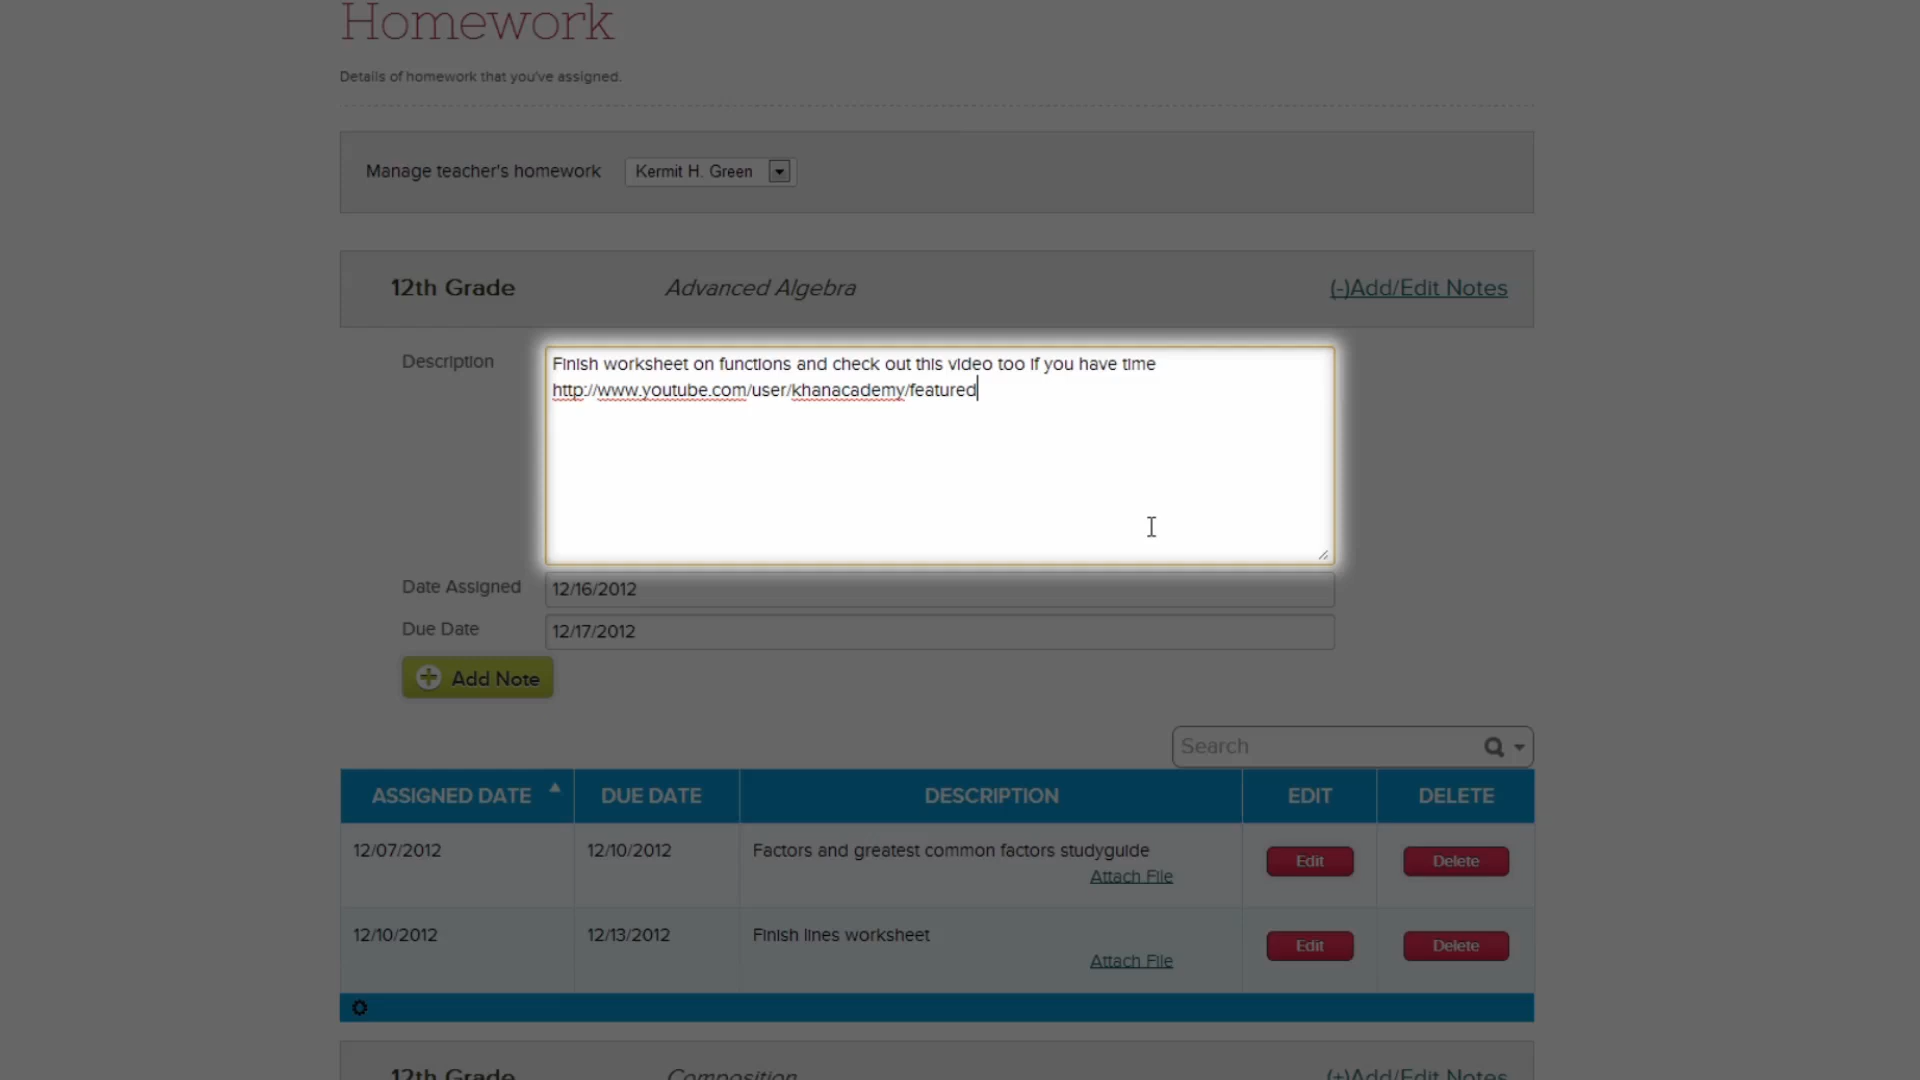 Homework
Details of homework that you've assigned.
Manage teacher's homework Kermit H. Green
12th Grade Advanced Algebra (-)Add/Edit Notes
Description
Finish worksheet on functions and check out this video too if you have time
http://www.youtube.com/user/khanacademy/featured
Date Assigned 12/16/2012
Due Date 12/17/2012
Add Note
Search
ASSIGNED DATE DUE DATE DESCRIPTION EDIT DELETE
12/07/2012 12/10/2012 Factors and greatest common factors studyguide Edit Delete
Attach File
12/10/2012 12/13/2012 Finish lines worksheet Edit Delete
Attach File
12th Grade Composition (+)Add/Edit Notes